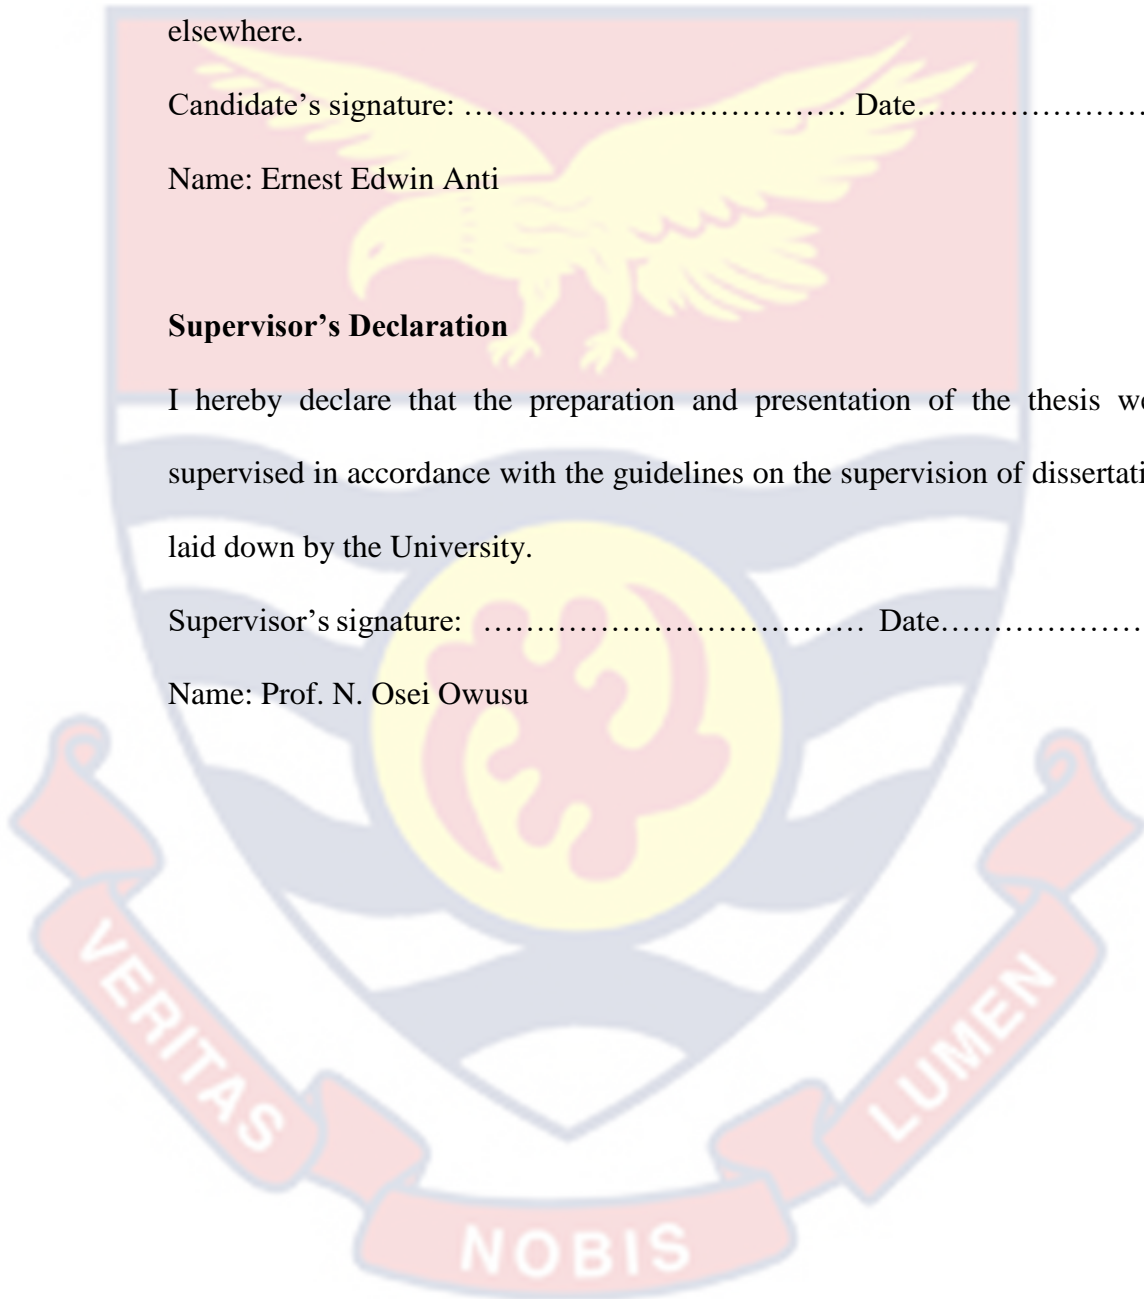 elsewhere.
Candidate’s signature: ……………………………… Date…….……………
Name: Ernest Edwin Anti
Supervisor’s Declaration
I hereby declare that the preparation and presentation of the thesis
supervised in accordance with the guidelines on the supervision of
laid down by the University.
Supervisor’s signature: ……………………………… Date…………………
Name: Prof. N. Osei Owusu
VERITAS
NOBIS
LUMEN